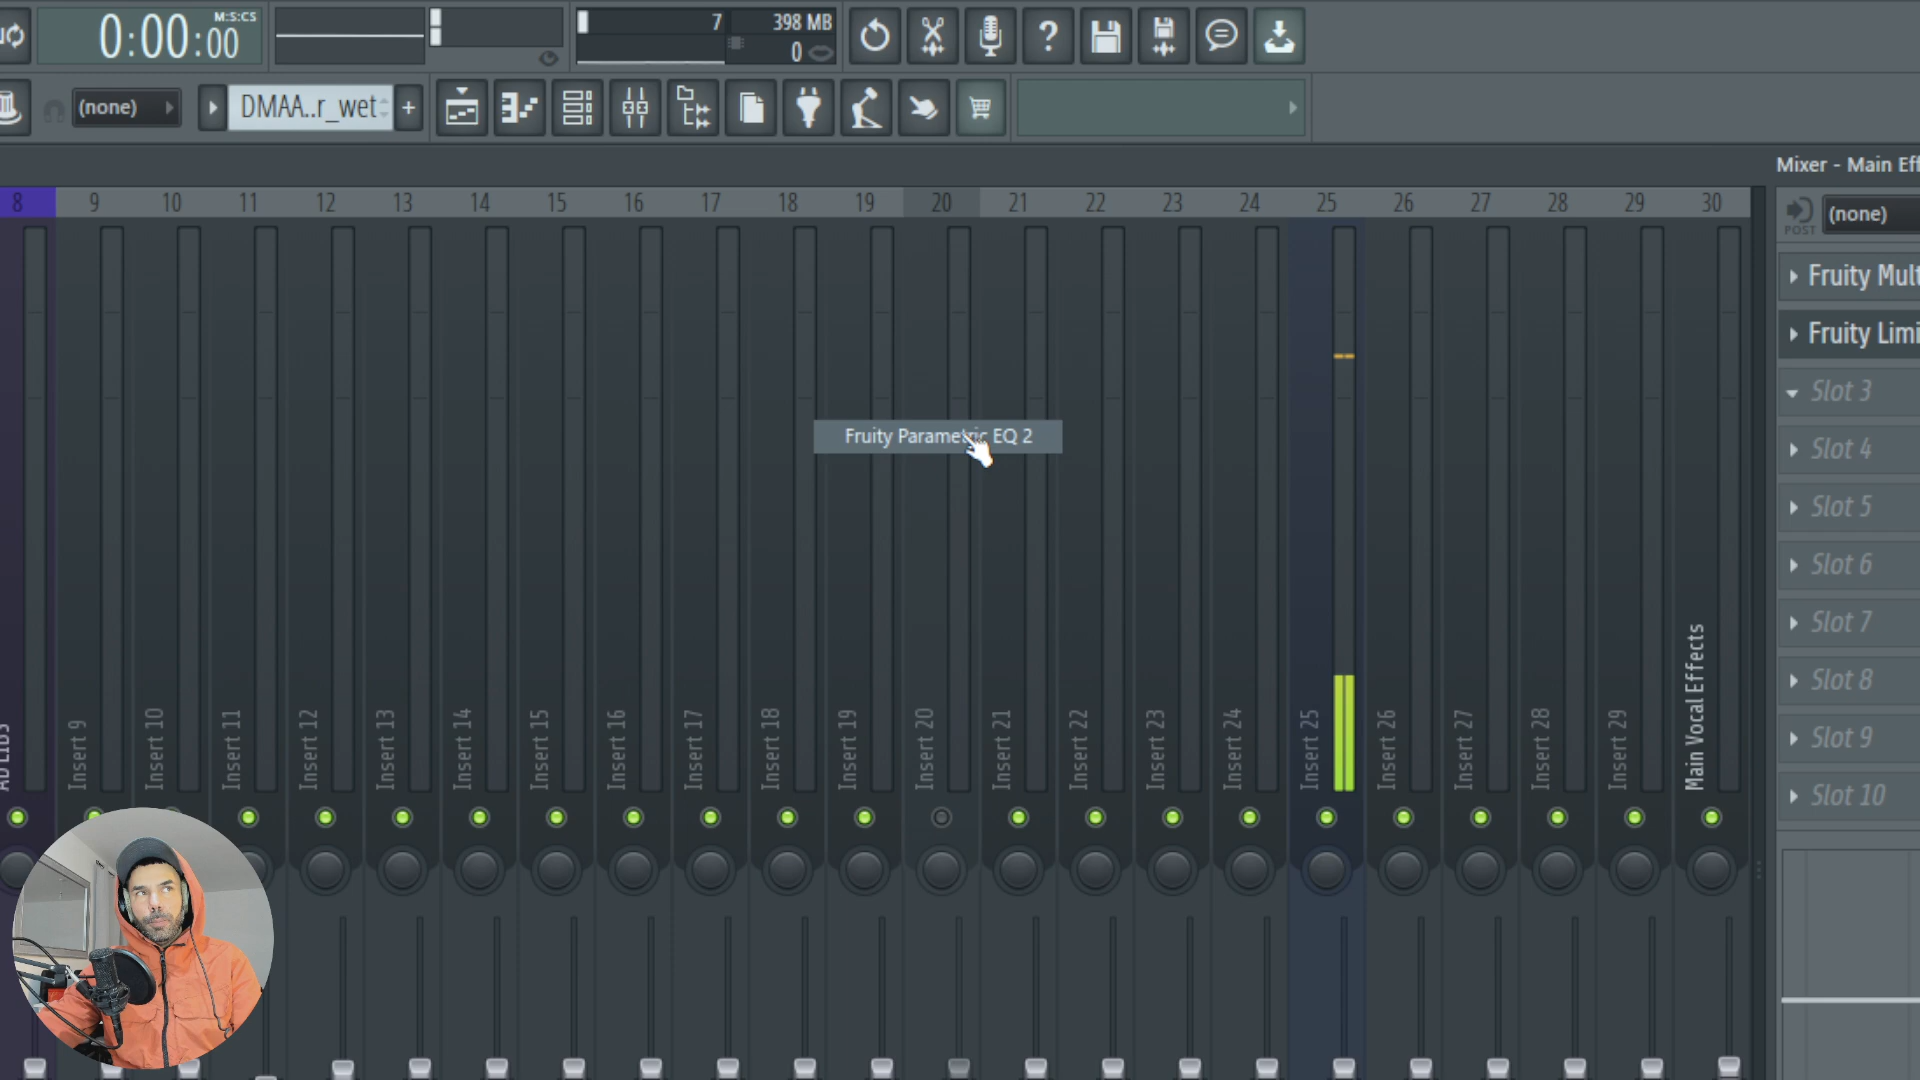 0:00:00
M:S:CS
7
398 MB
0
(none)
DMAA..r_wet
+
Mixer - Main Eff
8 9 10 11 12 13 14 15 16 17 18 19 20 21 22 23 24 25 26 27 28 29 30
POST
(none)
Fruity Mult
Fruity Limi
Slot 3
Slot 4
Slot 5
Slot 6
Slot 7
Slot 8
Slot 9
Slot 10
Fruity Parametric EQ 2
AD LIBS
Insert 9
Insert 10
Insert 11
Insert 12
Insert 13
Insert 14
Insert 15
Insert 16
Insert 17
Insert 18
Insert 19
Insert 20
Insert 21
Insert 22
Insert 23
Insert 24
Insert 25
Insert 26
Insert 27
Insert 28
Insert 29
Main Vocal Effects